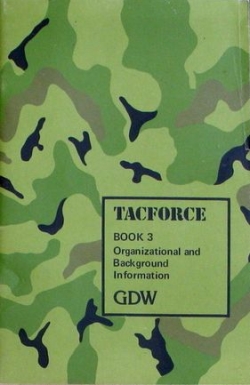 TACFORCE
BOOK 3
Organizational and
Background
Information
GDW